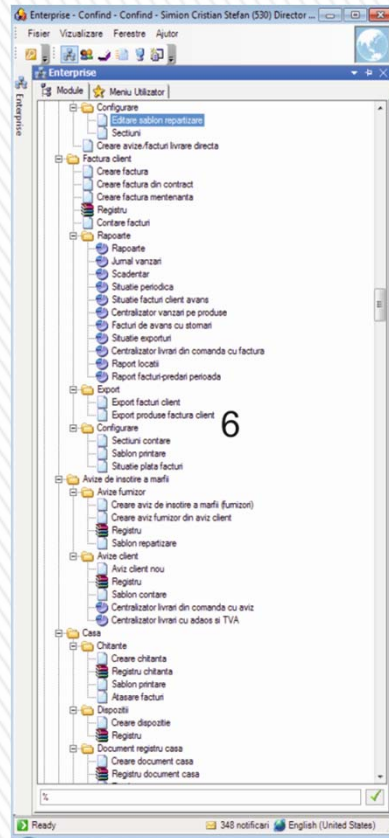 Enterprise - Confind - Confind - Simion Cristian Stefan (530) Director ...
Fisier Vizualizare Ferestre Ajutor
Enterprise
Enterprise
Module Meniu Utilizator
Configurare
Editare sablon repartizare
Sectiuni
Creare avize/facturi livrare directa
Factura client
Creare factura
Creare factura din contract
Creare factura mentenanta
Registru
Contare facturi
Rapoarte
Rapoarte
Jurnal vanzari
Scadentar
Situatie periodica
Situatie facturi client avans
Centralizator vanzari pe produse
Facturi de avans cu stornari
Situatie exporturi
Centralizator livrari din comanda cu factura
Raport locatii
Raport facturi-predari perioada
Export
Export facturi client
Export produse factura client
6
Configurare
Sectiuni contare
Sablon printare
Situatie plata facturi
Avize de insotire a marfii
Avize furnizor
Creare aviz de insotire a marfii (furnizori)
Creare aviz furnizor din aviz client
Registru
Sablon repartizare
Avize client
Aviz client nou
Registru
Sablon contare
Centralizator livrari din comanda cu aviz
Centralizator livrari cu adaos si TVA
Casa
Chitante
Creare chitanta
Registru chitanta
Sablon printare
Atasare facturi
Dispozitii
Creare dispozitie
Registru
Document registru casa
Creare document casa
Registru document casa
%
Ready 348 notificari English (United States)